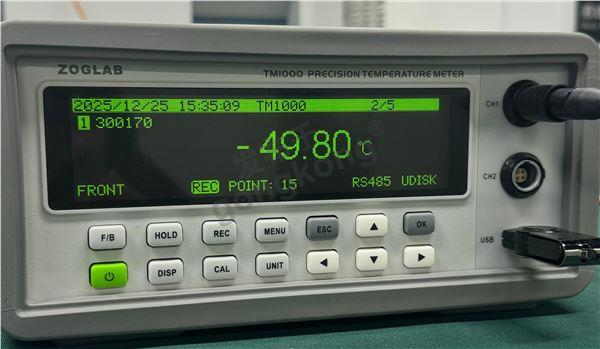 ZOGLAB
TM1000 PRECISION TEMPERATURE METER
2025/12/25 15:35:09 TM1000 2/5
1 300170
-49.80 °C
FRONT REC POINT: 15 RS485 UDISK
CH1
CH2
USB
F/B HOLD REC MENU ESC ▲ OK
DISP CAL UNIT ◀ ▼ ▶
gongkong®